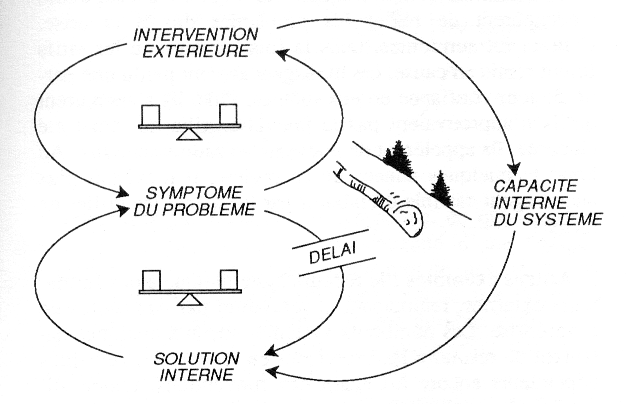 INTERVENTION
EXTERIEURE
SYMPTOME
DU PROBLEME
CAPACITE
INTERNE
DU SYSTEME
DELAI
SOLUTION
INTERNE